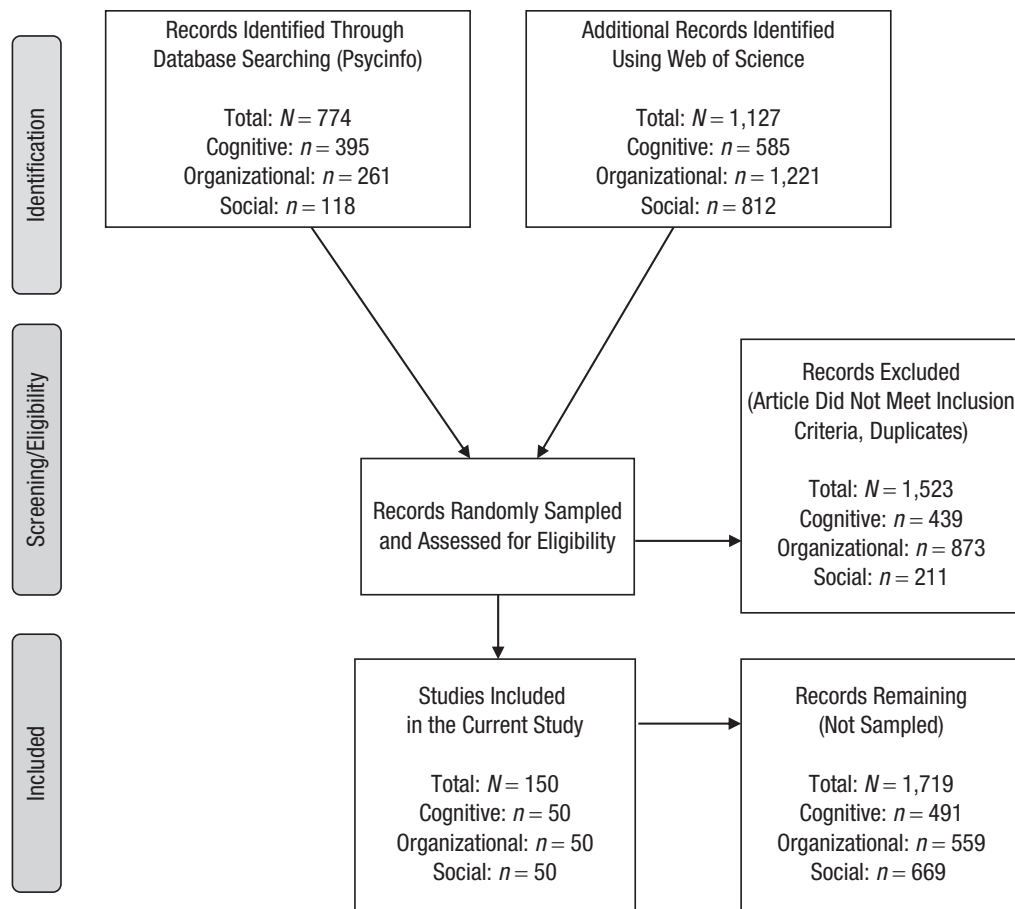 Identification
Records Identified Through
Database Searching (Psycinfo)
Total: N = 774
Cognitive: n = 395
Organizational: n = 261
Social: n = 118
Additional Records Identified
Using Web of Science
Total: N = 1,127
Cognitive: n = 585
Organizational: n = 1,221
Social: n = 812
Screening/Eligibility
Records Randomly Sampled
and Assessed for Eligibility
Records Excluded
(Article Did Not Meet Inclusion
Criteria, Duplicates)
Total: N = 1,523
Cognitive: n = 439
Organizational: n = 873
Social: n = 211
Included
Studies Included
in the Current Study
Total: N = 150
Cognitive: n = 50
Organizational: n = 50
Social: n = 50
Records Remaining
(Not Sampled)
Total: N = 1,719
Cognitive: n = 491
Organizational: n = 559
Social: n = 669